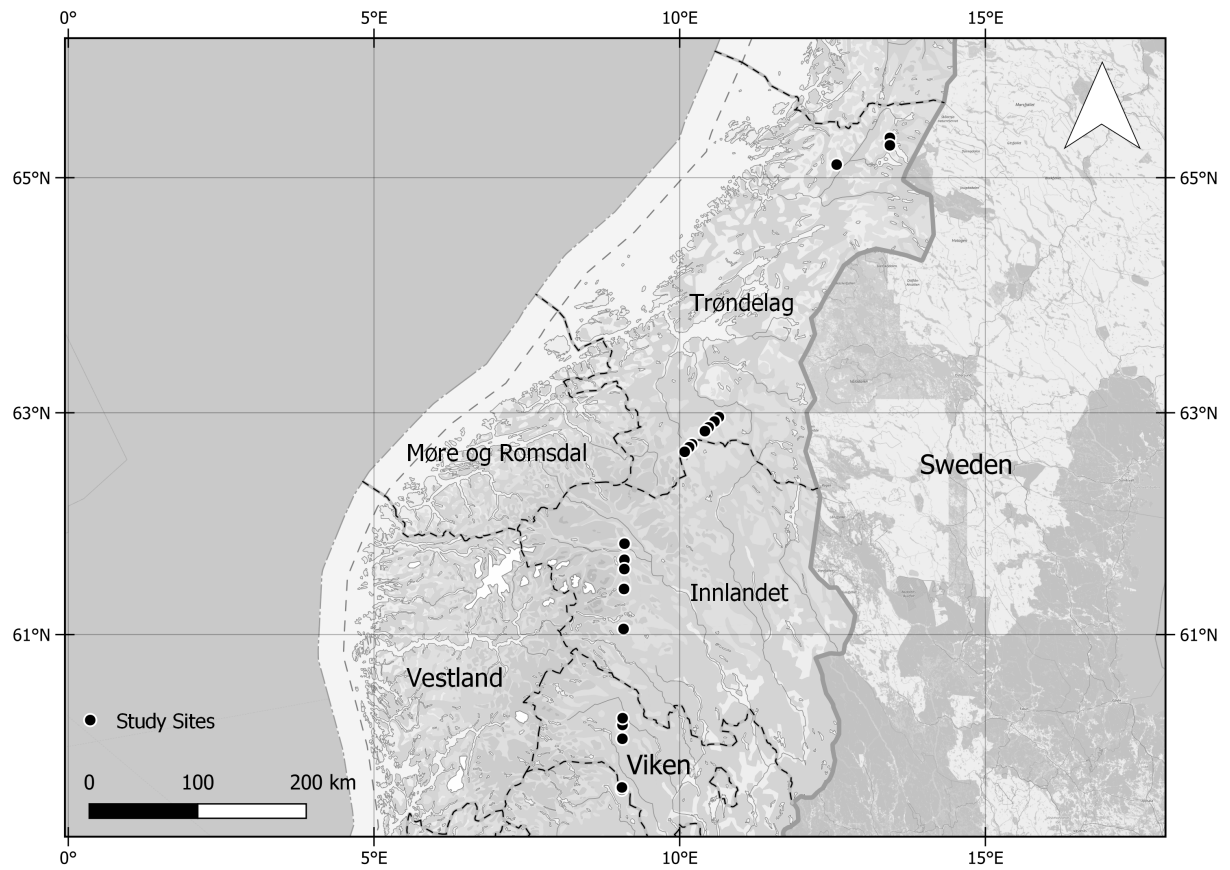 0° 5°E 10°E 15°E
65°N 65°N
Trøndelag
63°N 63°N
Møre og Romsdal
Sweden
Innlandet
61°N 61°N
Vestland
Study Sites
Viken
0 100 200 km
0° 5°E 10°E 15°E